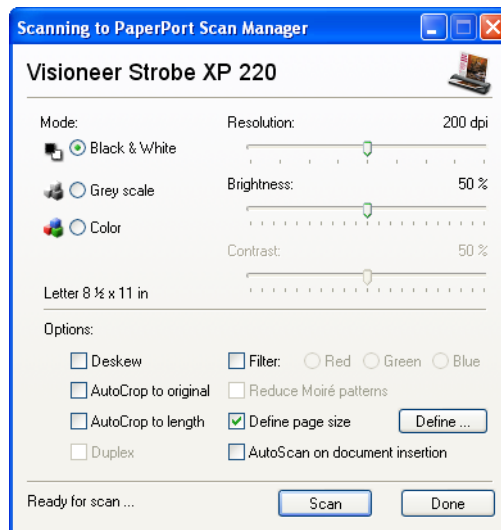 Scanning to PaperPort Scan Manager
Visioneer Strobe XP 220
Mode:
Black & White
Grey scale
Color
Letter 8 ½ x 11 in
Resolution: 200 dpi
Brightness: 50 %
Contrast: 50 %
Options:
Deskew
AutoCrop to original
AutoCrop to length
Duplex
Filter: Red Green Blue
Reduce Moiré patterns
Define page size Define ...
AutoScan on document insertion
Ready for scan ... Scan Done